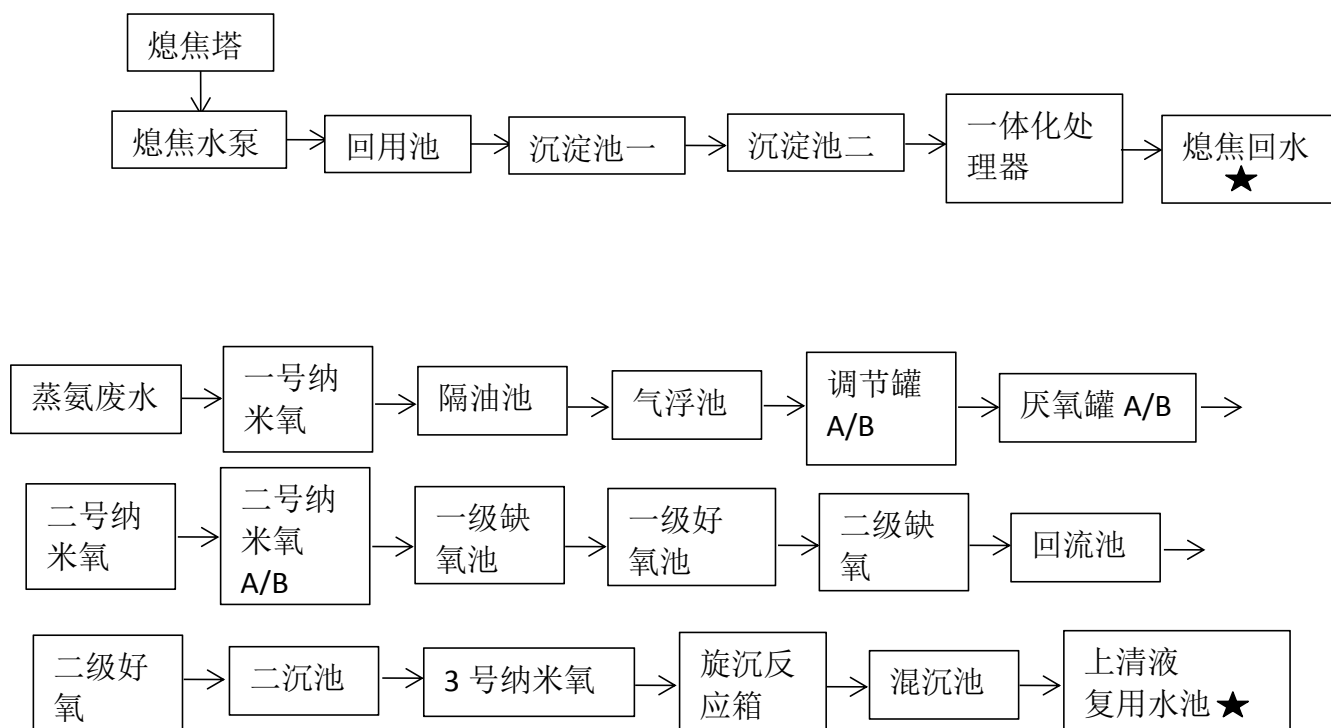 熄焦塔
熄焦水泵
回用池
沉淀池一
沉淀池二
一体化处
理器
熄焦回水
★
蒸氨废水
一号纳
米氧
隔油池
气浮池
调节罐
A/B
厌氧罐 A/B
二号纳
米氧
二号纳
米氧
A/B
一级缺
氧池
一级好
氧池
二级缺
氧
回流池
二级好
氧
二沉池
3 号纳米氧
旋沉反
应箱
混沉池
上清液
复用水池★